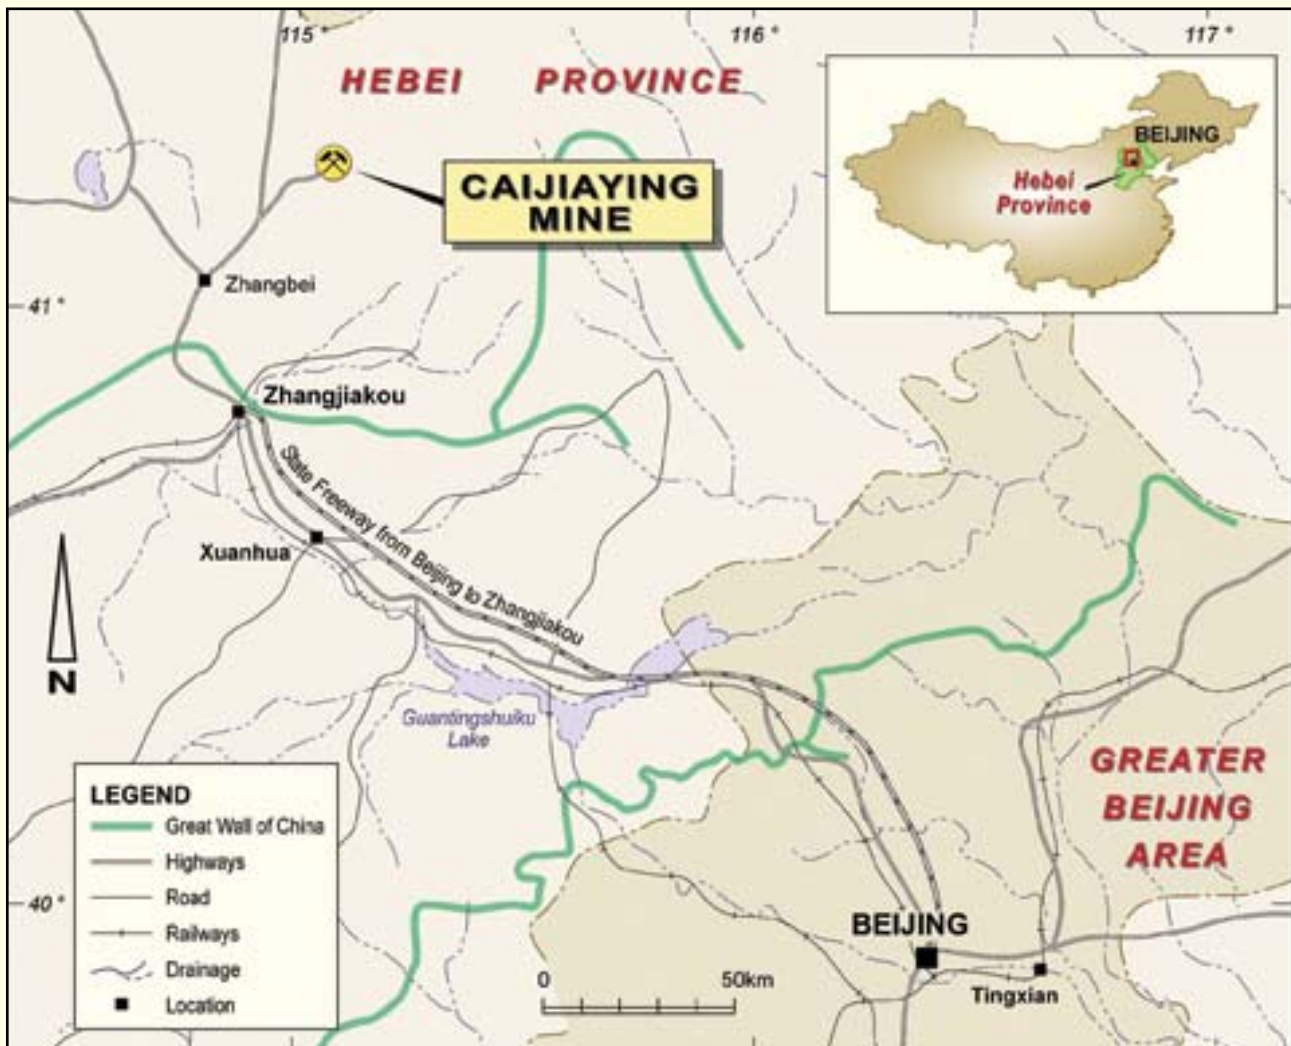 115 °
116 °
117 °
HEBEI PROVINCE
BEIJING
Hebei
Province
CAIJIAYING
MINE
Zhangbei
41 °
Zhangjiakou
State Freeway from Beijing to Zhangjiakou
Xuanhua
N
Guantingshuiku
Lake
GREATER
BEIJING
AREA
LEGEND
Great Wall of China
Highways
Road
Railways
Drainage
Location
40 °
BEIJING
Tingxian
0 50km